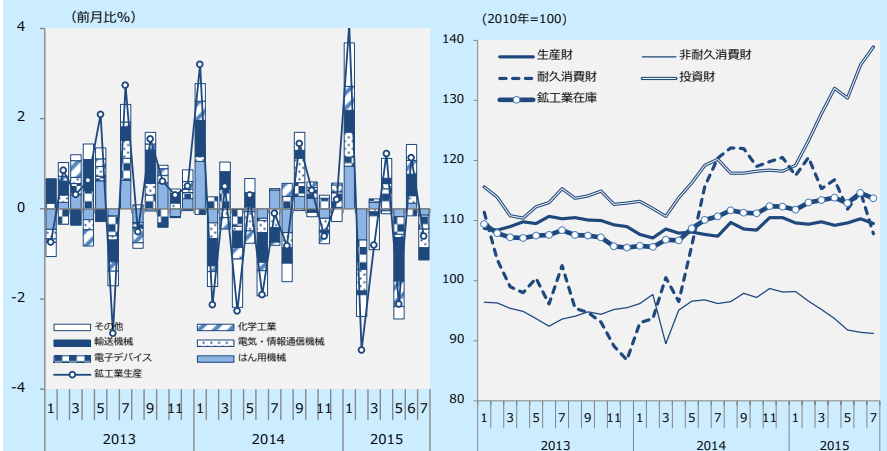 (前月比%)
4
2
0
-2
-4
その他
化学工業
輸送機械
電気・情報通信機械
電子デバイス
はん用機械
鉱工業生産
1 3 5 7 9 11 1 3 5 7 9 11 1 3 5 6 7
2013 2014 2015
(2010年=100)
140
130
120
110
100
90
80
生産財
非耐久消費財
耐久消費財
投資財
鉱工業在庫
1 3 5 7 9 11 1 3 5 7 9 11 1 3 5 7
2013 2014 2015